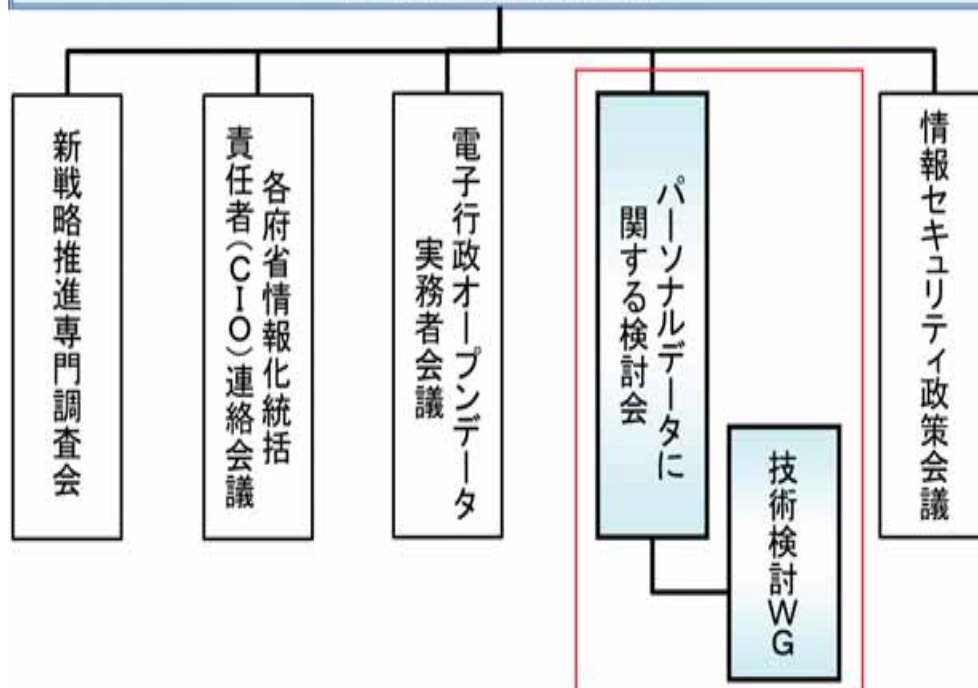 新戦略推進専門調査会
各府省情報化統括
責任者(CIO)連絡会議
電子行政オープンデータ
実務者会議
パーソナルデータに
関する検討会
技術検討WG
情報セキュリティ政策会議